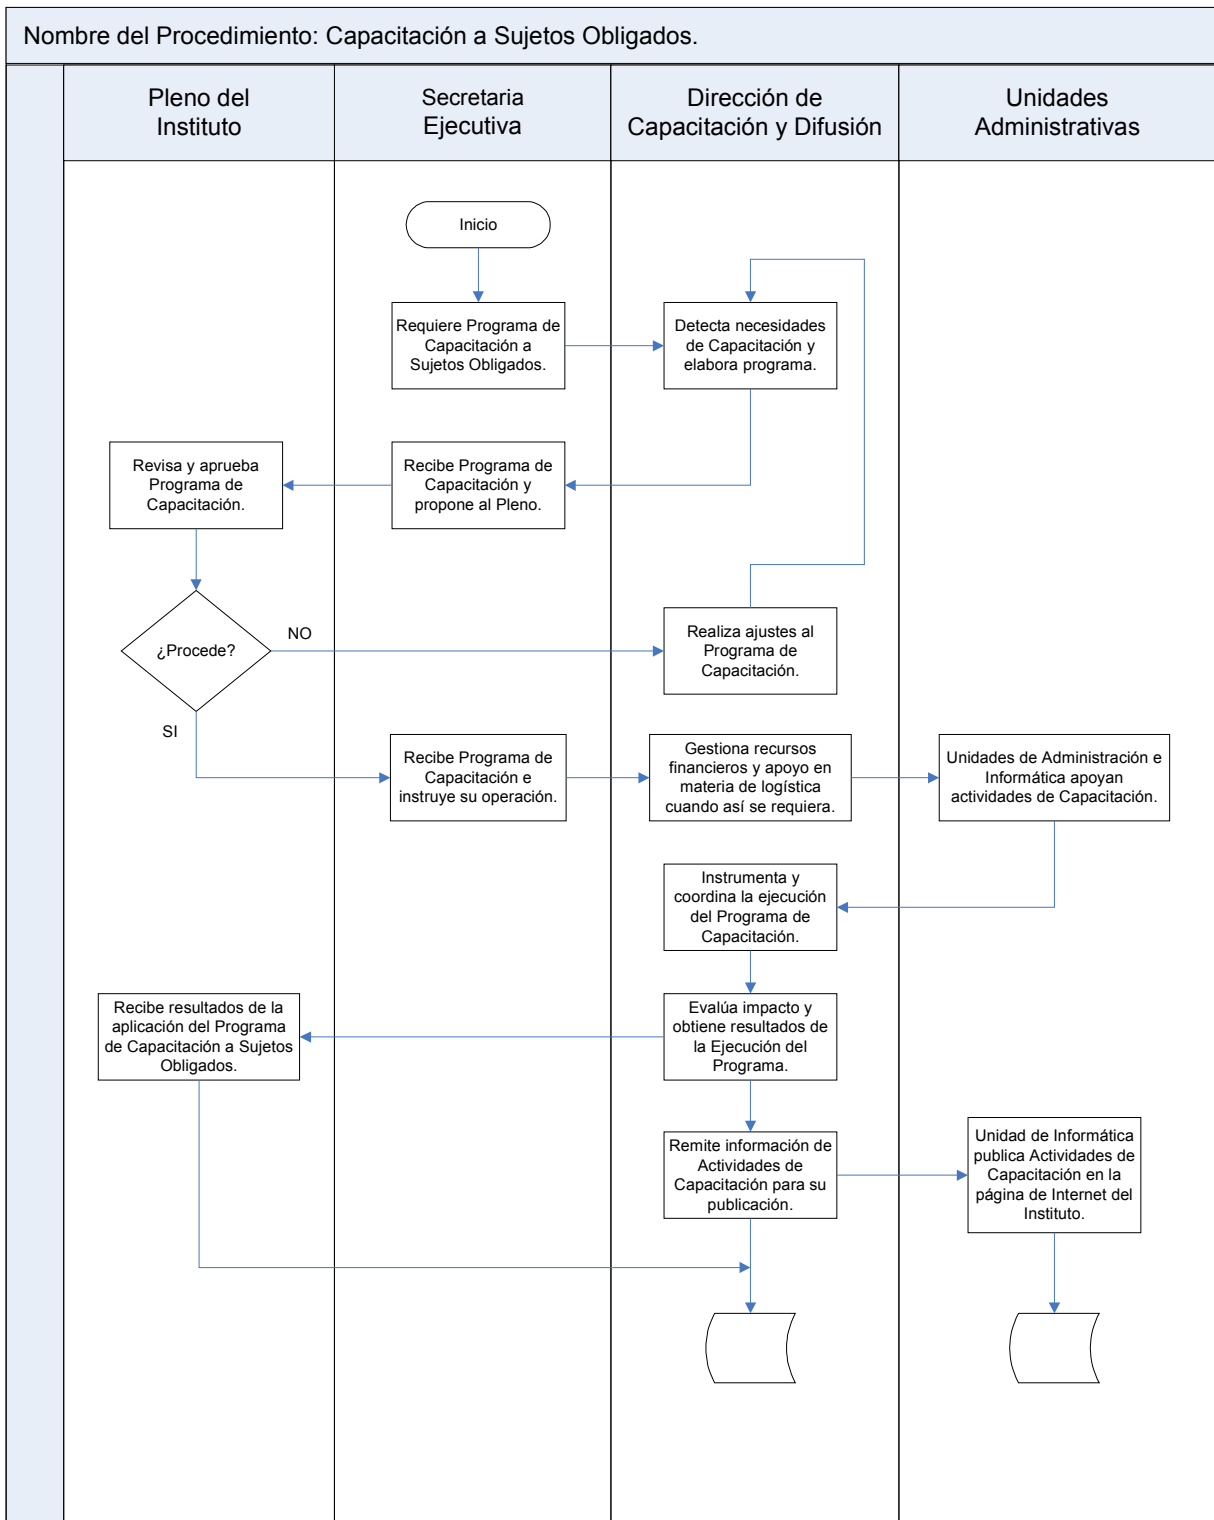 Nombre del Procedimiento: Capacitación a Sujetos Obligados.
Pleno del
Instituto
Secretaria
Ejecutiva
Dirección de
Capacitación y Difusión
Unidades
Administrativas
Inicio
Requiere Programa de
Capacitación a
Sujetos Obligados.
Detecta necesidades
de Capacitación y
elabora programa.
Revisa y aprueba
Programa de
Capacitación.
Recibe Programa de
Capacitación y
propone al Pleno.
¿Procede?
NO
Realiza ajustes al
Programa de
Capacitación.
SI
Recibe Programa de
Capacitación e
instruye su operación.
Gestiona recursos
financieros y apoyo en
materia de logística
cuando así se requiera.
Unidades de Administración e
Informática apoyan
actividades de Capacitación.
Instrumenta y
coordina la ejecución
del Programa de
Capacitación.
Recibe resultados de la
aplicación del Programa
de Capacitación a Sujetos
Obligados.
Evalúa impacto y
obtiene resultados de
la Ejecución del
Programa.
Remite información de
Actividades de
Capacitación para su
publicación.
Unidad de Informática
publica Actividades de
Capacitación en la
página de Internet del
Instituto.